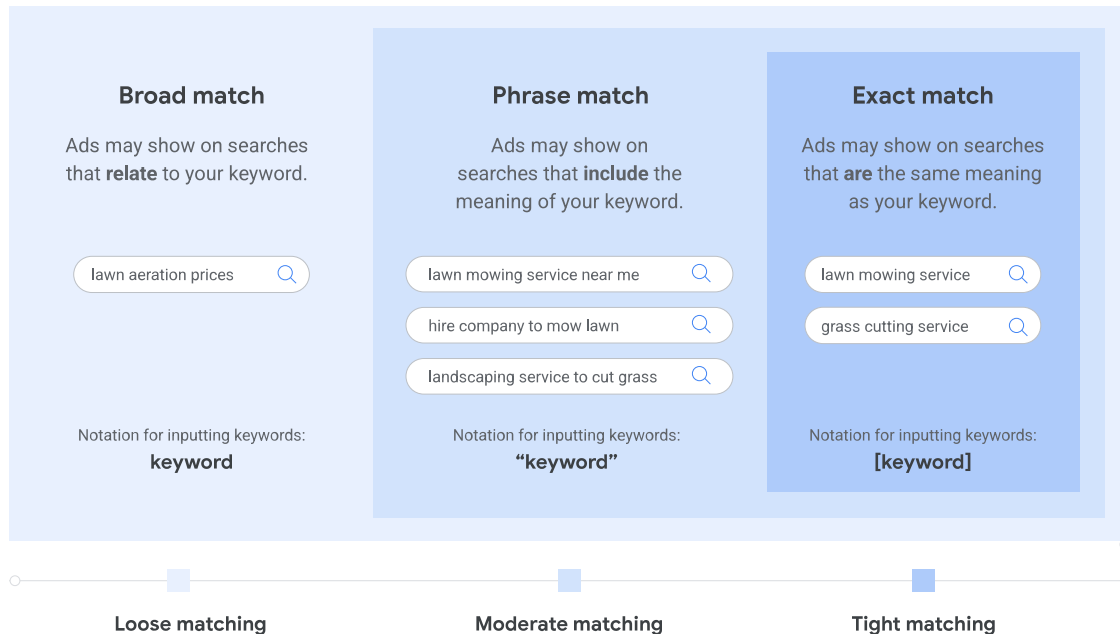 Broad match
Ads may show on searches
that relate to your keyword.
lawn aeration prices
Notation for inputting keywords:
keyword
Phrase match
Ads may show on
searches that include the
meaning of your keyword.
lawn mowing service near me
hire company to mow lawn
landscaping service to cut grass
Notation for inputting keywords:
“keyword”
Exact match
Ads may show on searches
that are the same meaning
as your keyword.
lawn mowing service
grass cutting service
Notation for inputting keywords:
[keyword]
Loose matching
Moderate matching
Tight matching